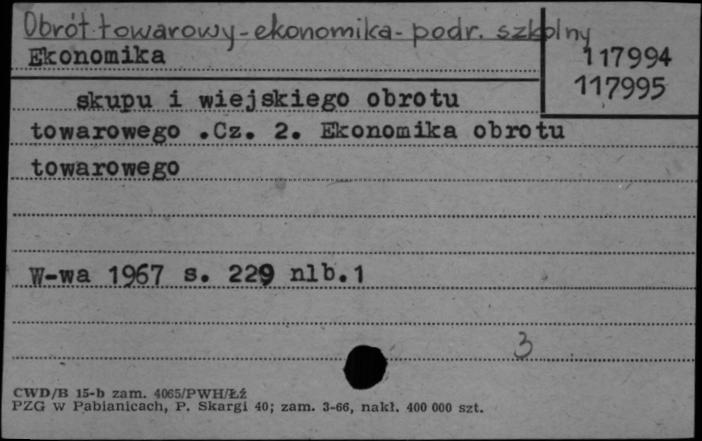 Obrót towarowy - ekonomika - podr. szkolny
Ekonomika
117994
117995
skupu i wiejskiego obrotu
towarowego .Cz. 2. Ekonomika obrotu
towarowego
W-wa 1967 s. 229 nlb.1
3
CWD/B 15-b zam. 4065/PWH/Łź
PZG w Pabianicach, P. Skargi 40; zam. 3-66, nakł. 400 000 szt.